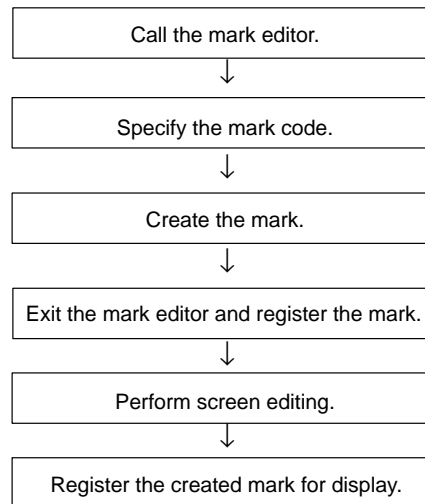 Call the mark editor.
Specify the mark code.
Create the mark.
Exit the mark editor and register the mark.
Perform screen editing.
Register the created mark for display.